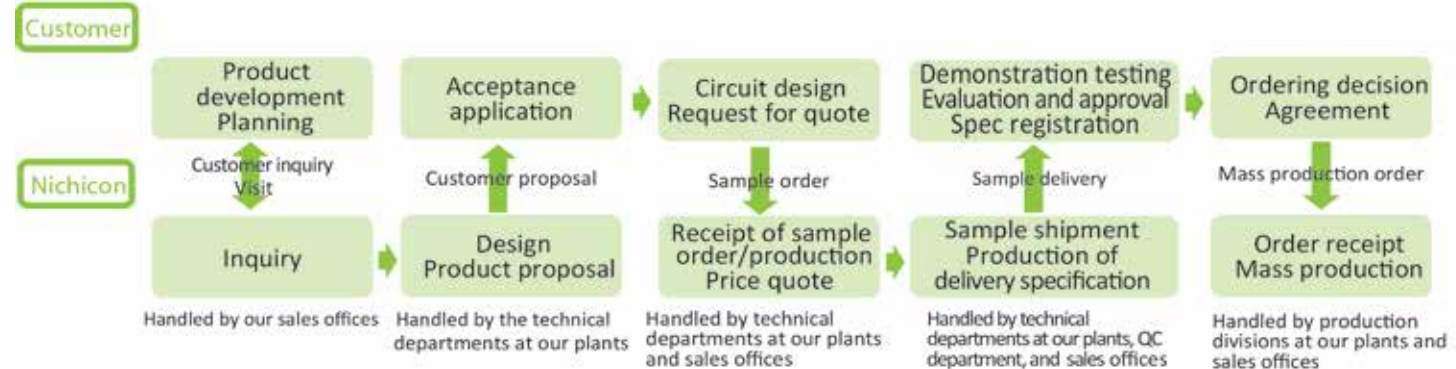 Customer
Product
development
Planning
Acceptance
application
Circuit design
Request for quote
Demonstration testing
Evaluation and approval
Spec registration
Ordering decision
Agreement
Nichicon
Customer inquiry
Visit
Customer proposal
Sample order
Sample delivery
Mass production order
Inquiry
Design
Product proposal
Receipt of sample
order/production
Price quote
Sample shipment
Production of
delivery specification
Order receipt
Mass production
Handled by our sales offices
Handled by the technical
departments at our plants
Handled by technical
departments at our plants
and sales offices
Handled by technical
departments at our plants, QC
department, and sales offices
Handled by production
divisions at our plants and
sales offices